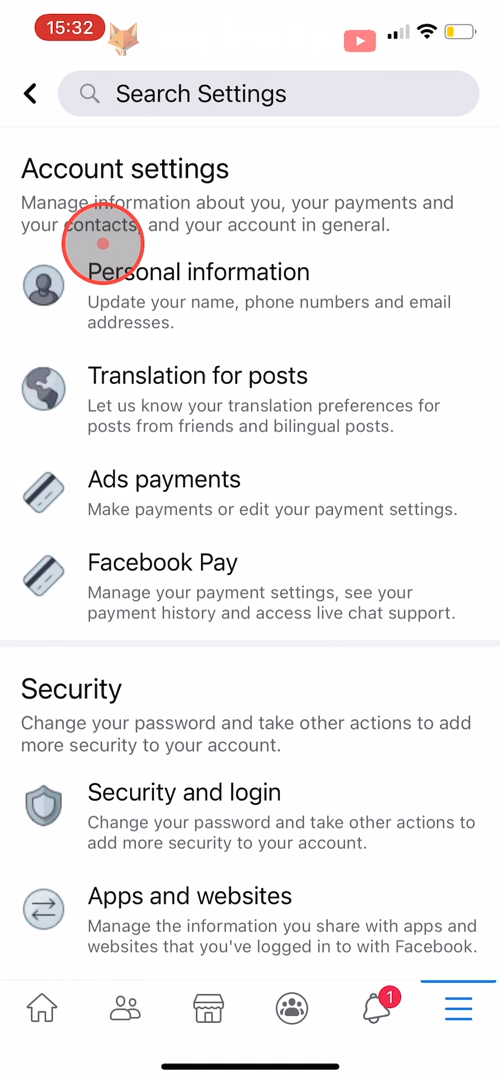 15:32
Search Settings
Account settings
Manage information about you, your payments and
your contacts, and your account in general.
Personal information
Update your name, phone numbers and email
addresses.
Translation for posts
Let us know your translation preferences for
posts from friends and bilingual posts.
Ads payments
Make payments or edit your payment settings.
Facebook Pay
Manage your payment settings, see your
payment history and access live chat support.
Security
Change your password and take other actions to add
more security to your account.
Security and login
Change your password and take other actions to
add more security to your account.
Apps and websites
Manage the information you share with apps and
websites that you've logged in to with Facebook.
1